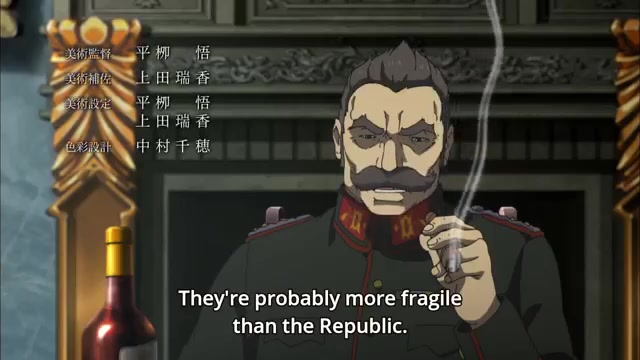 美術監督 平栁 悟
美術補佐 上田瑞香
美術設定 平栁 悟
上田瑞香
色彩設計 中村千穂
They're probably more fragile
than the Republic.